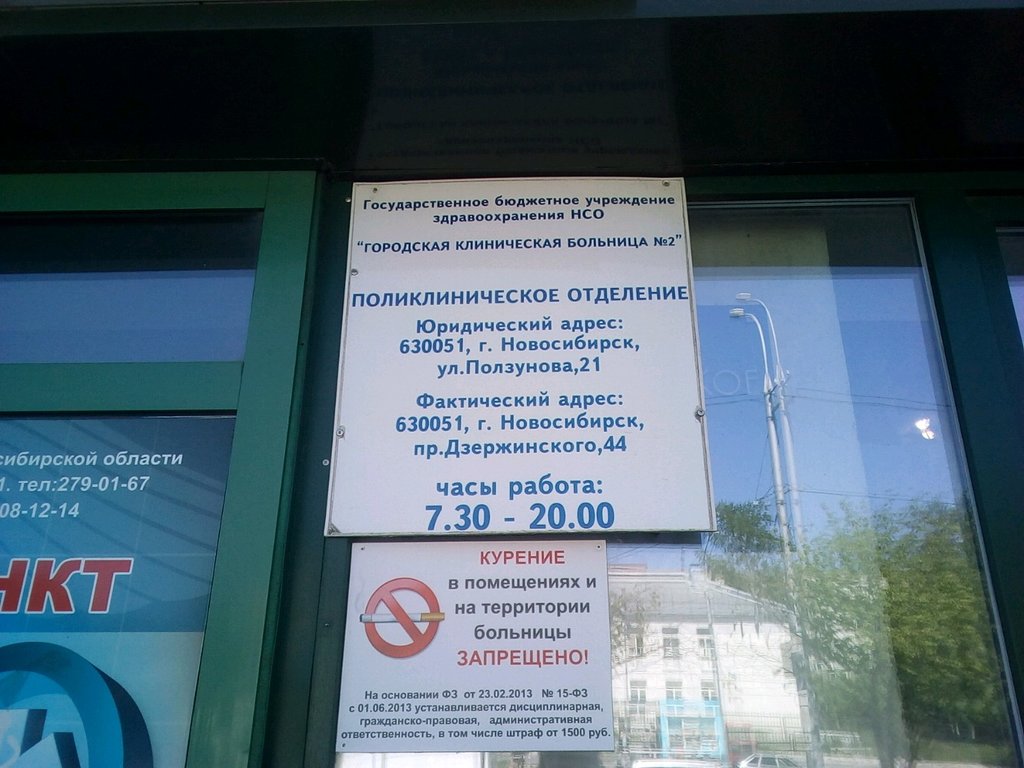 Государственное бюджетное учреждение
здравоохранения НСО
"ГОРОДСКАЯ КЛИНИЧЕСКАЯ БОЛЬНИЦА №2"
ПОЛИКЛИНИЧЕСКОЕ ОТДЕЛЕНИЕ
Юридический адрес:
630051, г. Новосибирск,
ул.Ползунова,21
Фактический адрес:
630051, г. Новосибирск,
пр.Дзержинского,44
часы работа:
7.30 - 20.00
КУРЕНИЕ
в помещениях и
на территории
больницы
ЗАПРЕЩЕНО!
На основании ФЗ от 23.02.2013 № 15-ФЗ
с 01.06.2013 устанавливается дисциплинарная,
гражданско-правовая, административная
ответственность, в том числе штраф от 1500 руб.
сибирской области
1. тел:279-01-67
08-12-14
НКТ